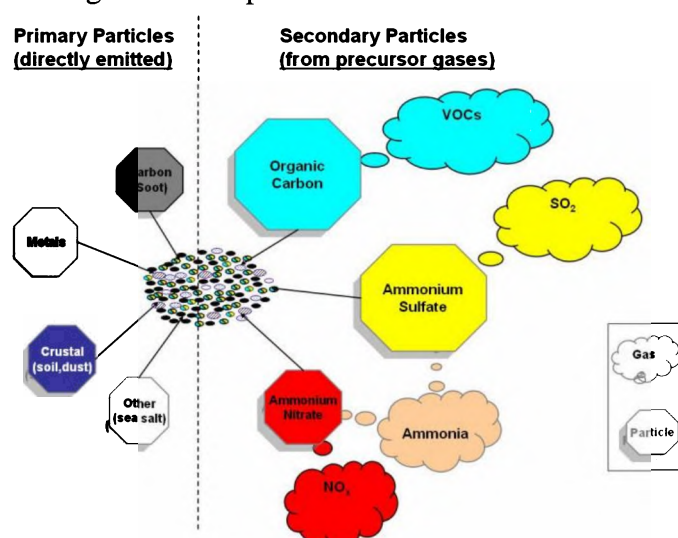 Primary Particles
(directly emitted)
Secondary Particles
(from precursor gases)
VOCs
Organic
Carbon
arbon
Soot)
SO₂
Metals
Ammonium
Sulfate
Crustal
(soil,dust)
Other
(sea salt)
Ammonium
Nitrate
Ammonia
NOₓ
Gas
Particle